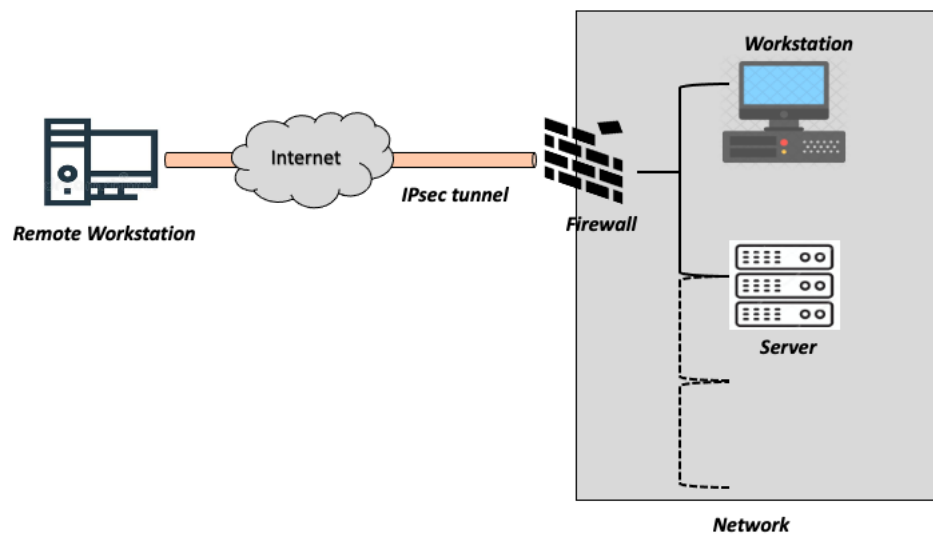 Workstation
Internet
IPsec tunnel
Remote Workstation
Firewall
Server
Network